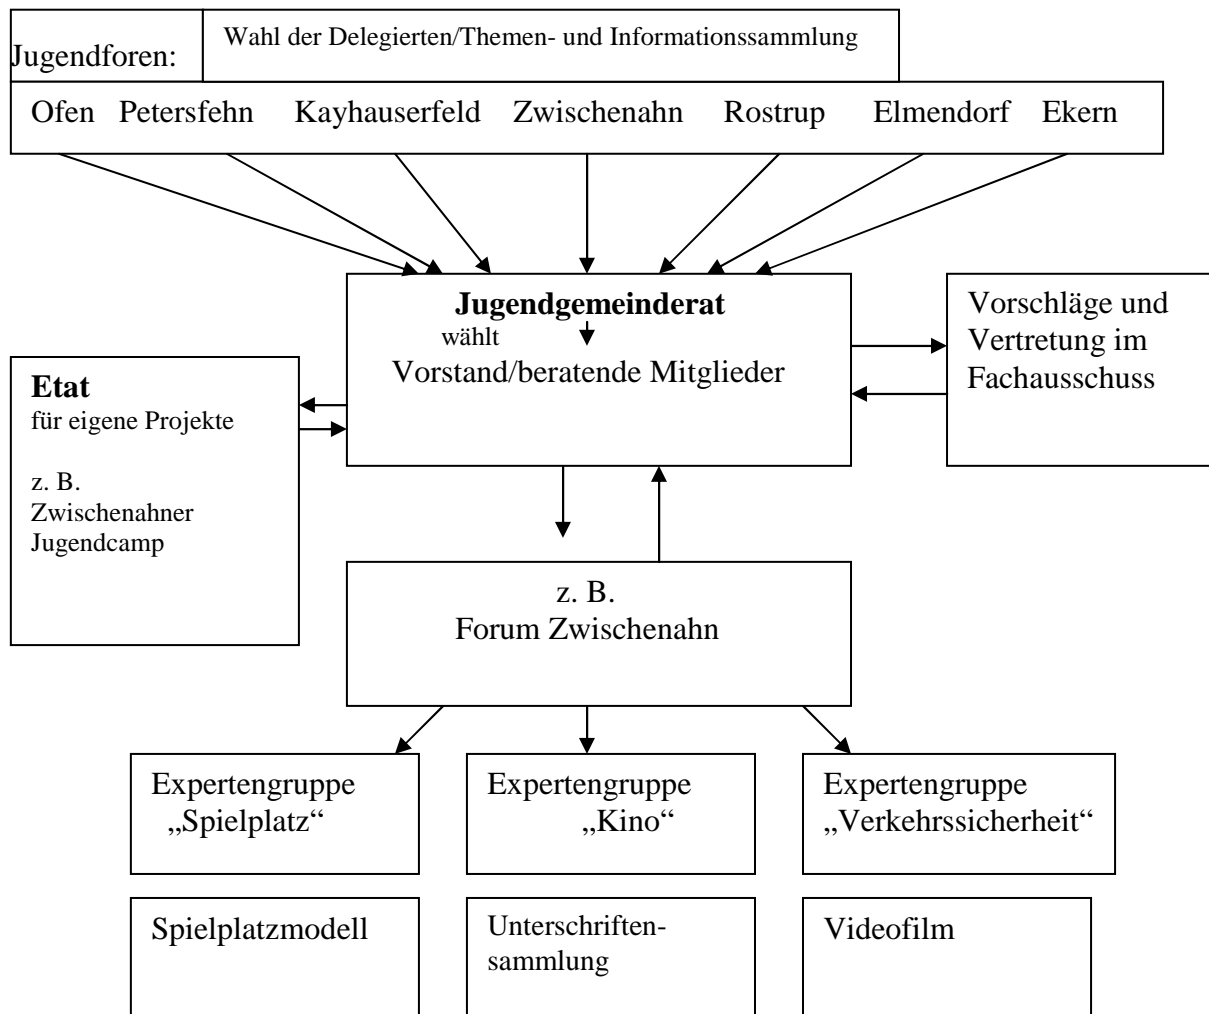 Jugendforen:
Wahl der Delegierten/Themen- und Informationssammlung
Ofen Petersfehn Kayhauserfeld Zwischenahn Rostrup Elmendorf Ekern
Jugendgemeinderat
wählt
Vorstand/beratende Mitglieder
Vorschläge und
Vertretung im
Fachausschuss
Etat
für eigene Projekte
z. B.
Zwischenahner
Jugendcamp
z. B.
Forum Zwischenahn
Expertengruppe
„Spielplatz“
Expertengruppe
„Kino“
Expertengruppe
„Verkehrssicherheit“
Spielplatzmodell
Unterschriften-
sammlung
Videofilm